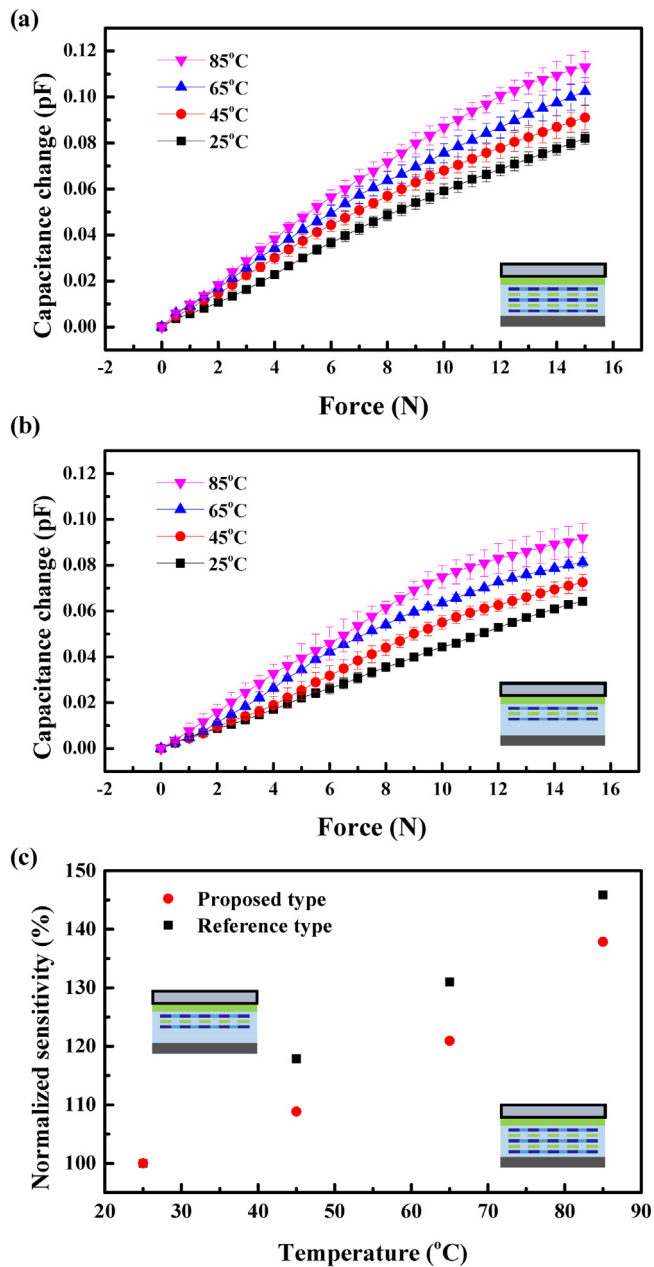 (a)
0.12
0.10
0.08
0.06
0.04
0.02
0.00
Capacitance change (pF)
85°C
65°C
45°C
25°C
-2 0 2 4 6 8 10 12 14 16
Force (N)
(b)
0.12
0.10
0.08
0.06
0.04
0.02
0.00
Capacitance change (pF)
85°C
65°C
45°C
25°C
-2 0 2 4 6 8 10 12 14 16
Force (N)
(c)
150
140
130
120
110
100
Normalized sensitivity (%)
Proposed type
Reference type
20 30 40 50 60 70 80 90
Temperature (°C)